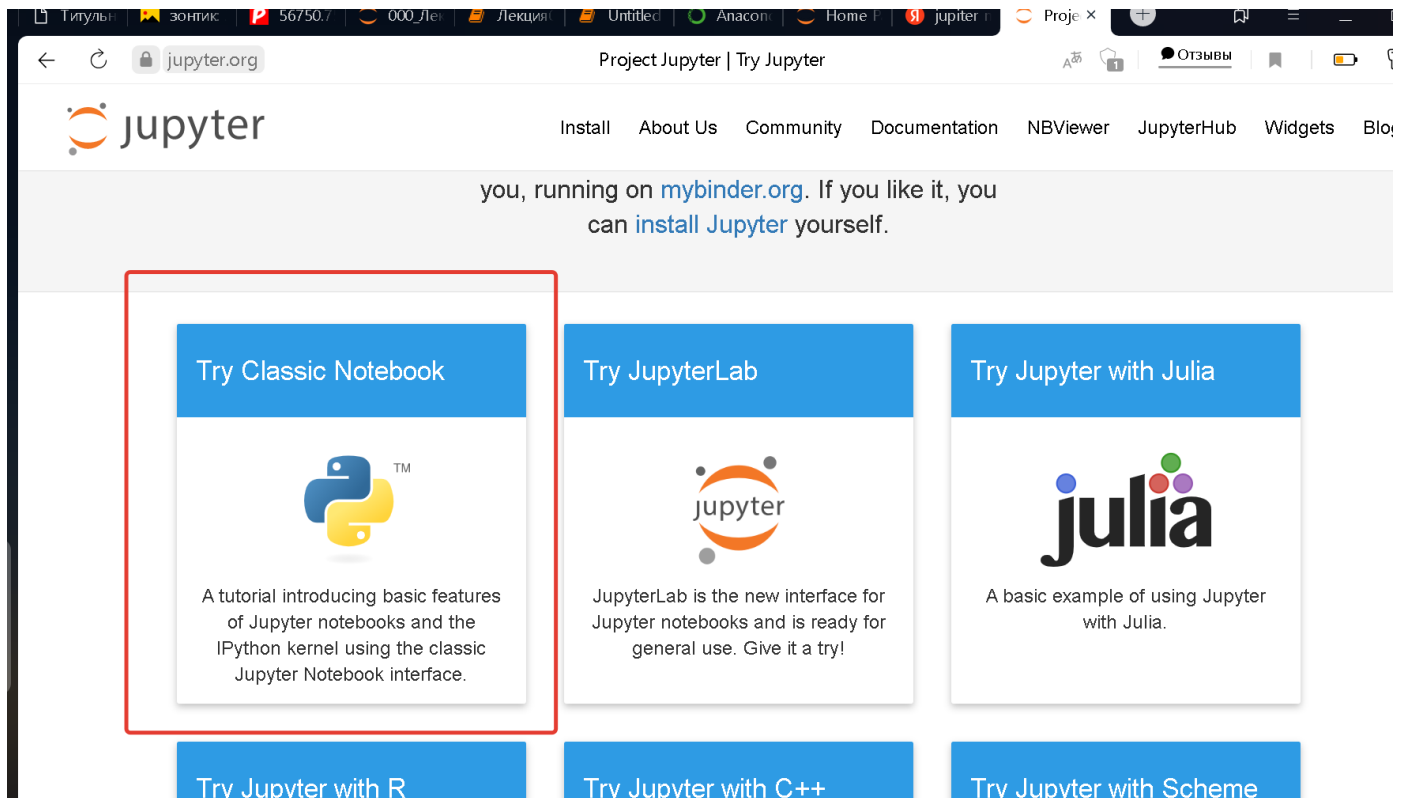 Титульн зонтик 56750.7 000_Лек Лекция( Untitled Anacon Home P jupiter n Proje
jupyter.org Project Jupyter | Try Jupyter 1 Отзывы
jupyter Install About Us Community Documentation NBViewer JupyterHub Widgets Blog
you, running on mybinder.org. If you like it, you
can install Jupyter yourself.
Try Classic Notebook Try JupyterLab Try Jupyter with Julia
TM
jupyter
julia
A tutorial introducing basic features
of Jupyter notebooks and the
IPython kernel using the classic
Jupyter Notebook interface.
JupyterLab is the new interface for
Jupyter notebooks and is ready for
general use. Give it a try!
A basic example of using Jupyter
with Julia.
Try Jupyter with R Try Jupyter with C++ Try Jupyter with Scheme